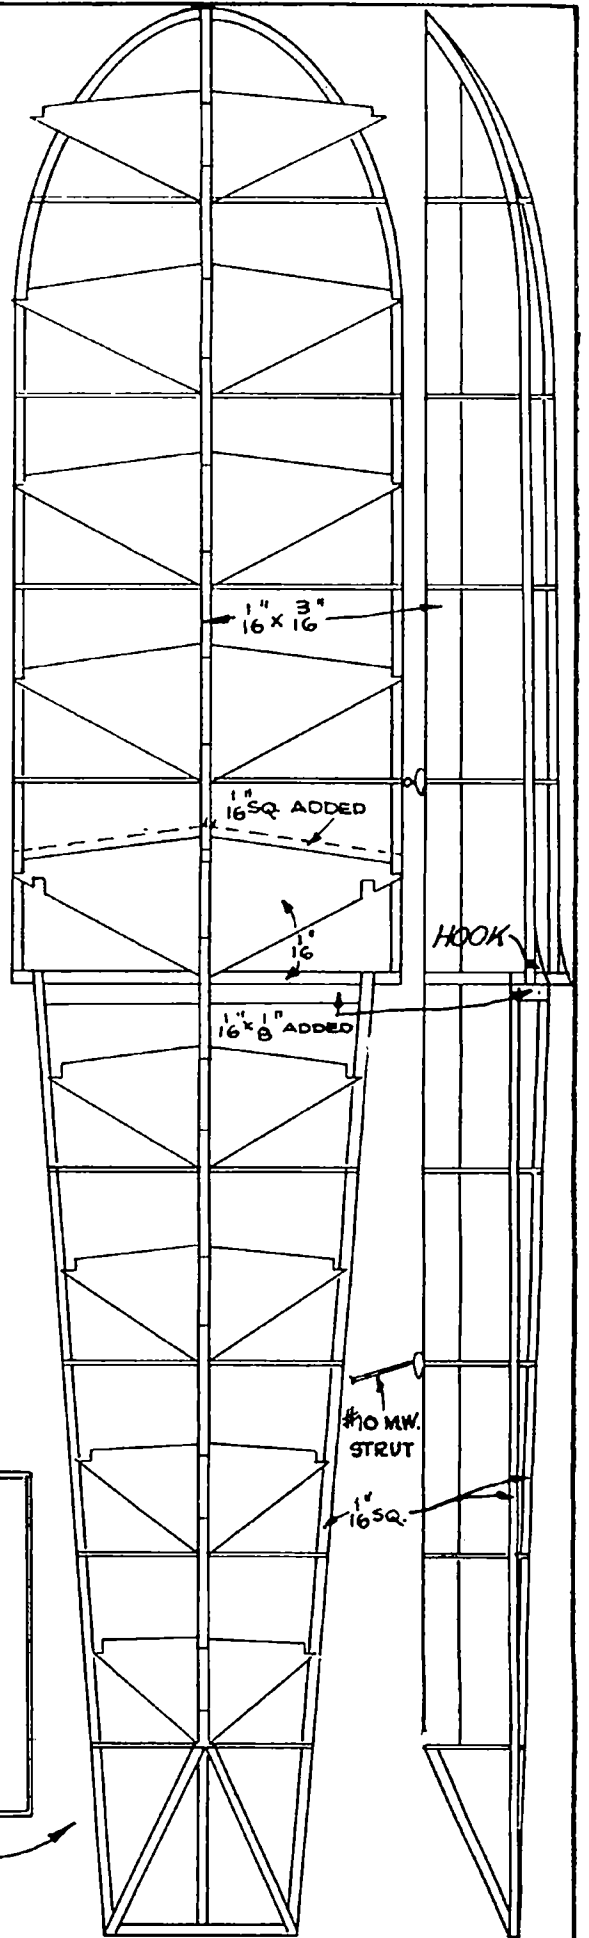 1/16" x 3/16"
1/16" SQ ADDED
1/16"
HOOK
1/16" x 1/8" ADDED
#10 M.W.
STRUT
1/16" SQ.